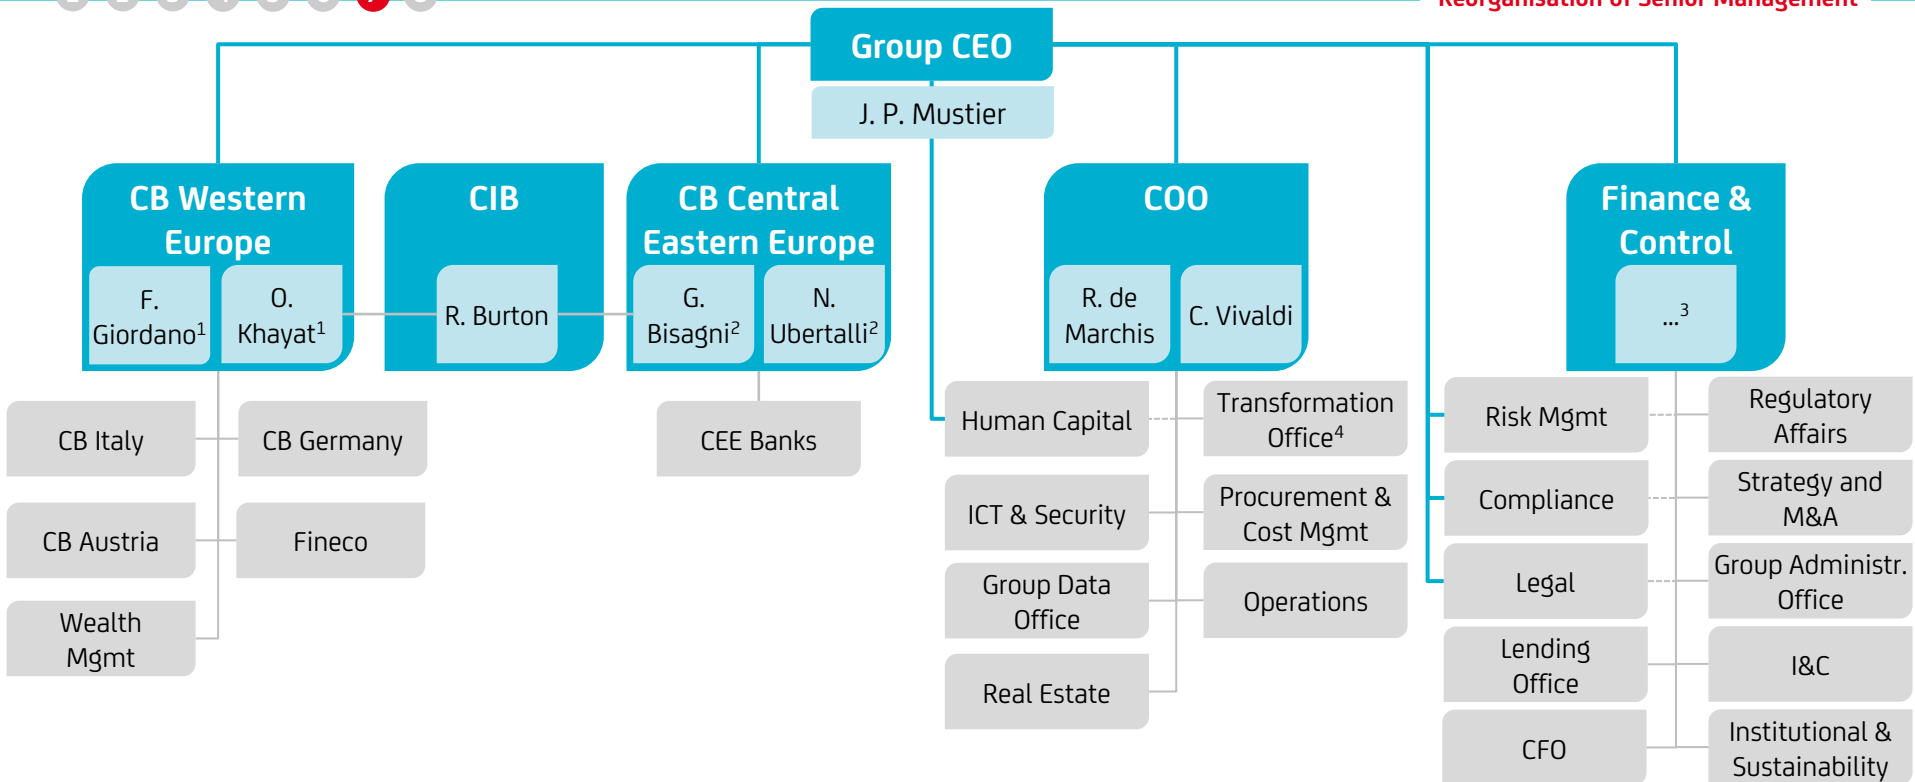 Reorganisation of Senior Management
Group CEO
J. P. Mustier
CB Western
Europe
F.
Giordano¹
O.
Khayat¹
CIB
R. Burton
CB Central
Eastern Europe
G.
Bisagni²
N.
Ubertalli²
COO
R. de
Marchis
C. Vivaldi
Finance &
Control
...³
CB Italy
CB Germany
CB Austria
Fineco
Wealth
Mgmt
CEE Banks
Human Capital
Transformation
Office⁴
ICT & Security
Procurement &
Cost Mgmt
Group Data
Office
Operations
Real Estate
Risk Mgmt
Regulatory
Affairs
Compliance
Strategy and
M&A
Legal
Group Administr.
Office
Lending
Office
I&C
CFO
Institutional &
Sustainability